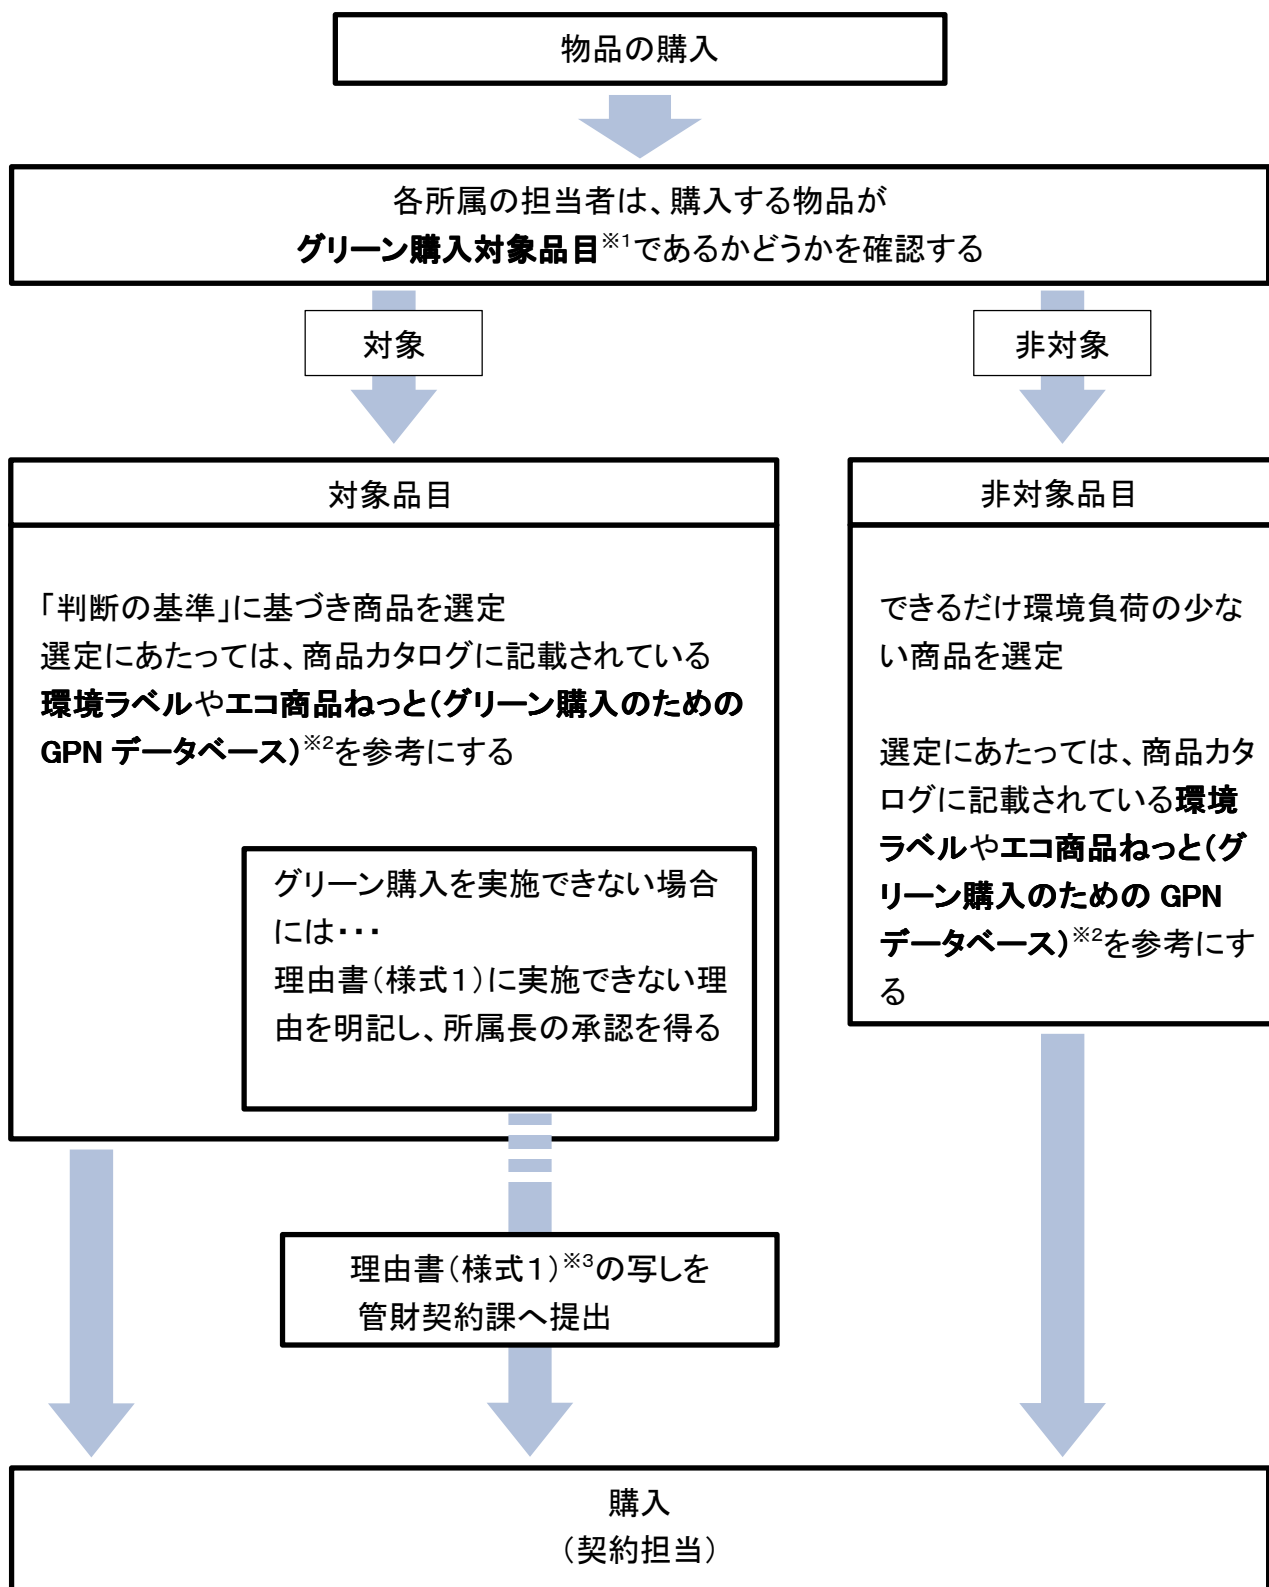 物品の購入
各所属の担当者は、購入する物品が
グリーン購入対象品目※1であるかどうかを確認する
対象
非対象
対象品目
「判断の基準」に基づき商品を選定
選定にあたっては、商品カタログに記載されている
環境ラベルやエコ商品ねっと(グリーン購入のための
GPN データベース)※2を参考にする
グリーン購入を実施できない場合
には・・・
理由書(様式1)に実施できない理
由を明記し、所属長の承認を得る
非対象品目
できるだけ環境負荷の少な
い商品を選定
選定にあたっては、商品カタ
ログに記載されている環境
ラベルやエコ商品ねっと(グ
リーン購入のための GPN
データベース)※2を参考にす
る
理由書(様式1)※3の写しを
管財契約課へ提出
購入
(契約担当)